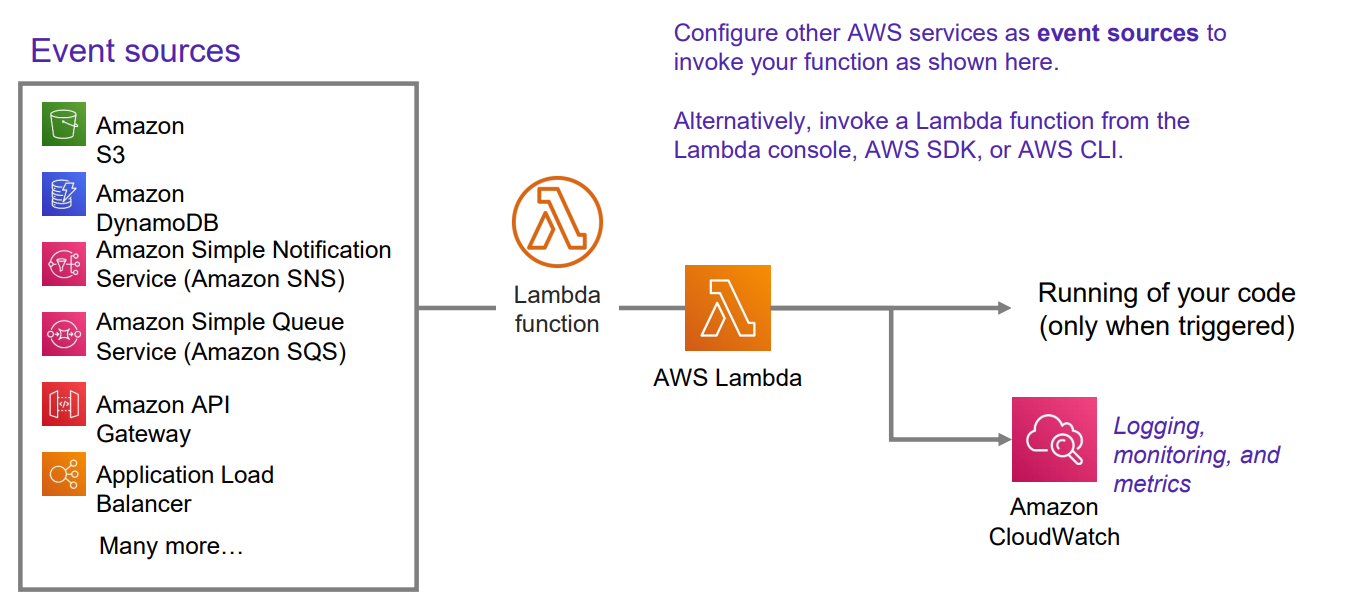 Event sources
Configure other AWS services as event sources to
invoke your function as shown here.
Alternatively, invoke a Lambda function from the
Lambda console, AWS SDK, or AWS CLI.
Amazon
S3
Amazon
DynamoDB
Amazon Simple Notification
Service (Amazon SNS)
Amazon Simple Queue
Service (Amazon SQS)
Amazon API
Gateway
Application Load
Balancer
Many more…
Lambda
function
AWS Lambda
Running of your code
(only when triggered)
Logging,
monitoring, and
metrics
Amazon
CloudWatch